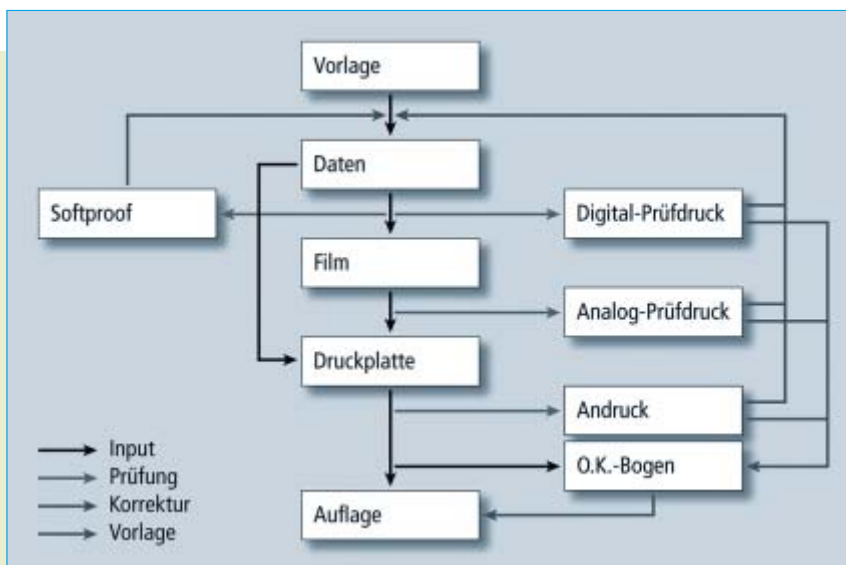 Vorlage
Daten
Softproof
Digital-Prüfdruck
Film
Analog-Prüfdruck
Druckplatte
Andruck
O.K.-Bogen
Auflage
Input
Prüfung
Korrektur
Vorlage